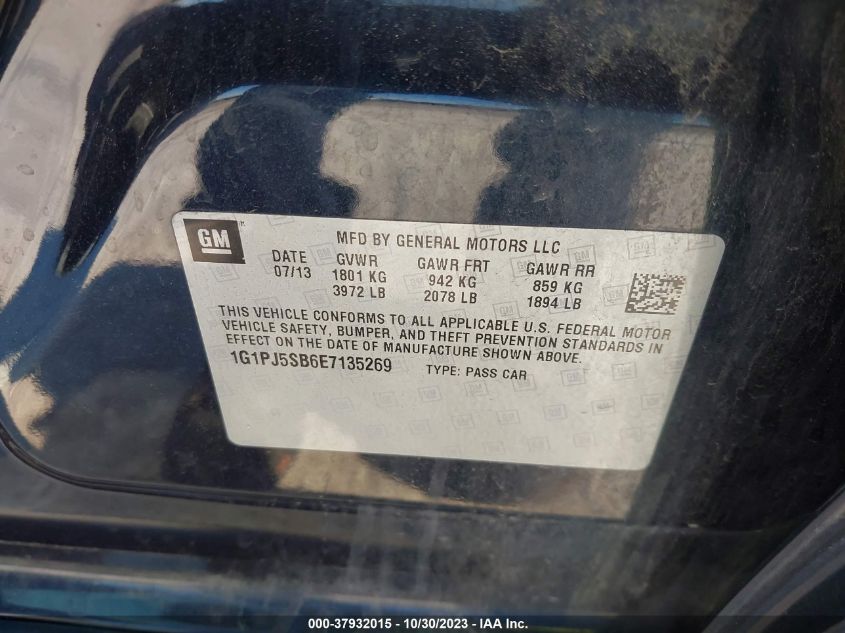 GM
MFD BY GENERAL MOTORS LLC
DATE GVWR GAWR FRT GAWR RR
07/13 1801 KG 942 KG 859 KG
3972 LB 2078 LB 1894 LB
THIS VEHICLE CONFORMS TO ALL APPLICABLE U.S. FEDERAL MOTOR
VEHICLE SAFETY, BUMPER, AND THEFT PREVENTION STANDARDS IN
EFFECT ON THE DATE OF MANUFACTURE SHOWN ABOVE.
1G1PJ5SB6E7135269 TYPE: PASS CAR
000-37932015 - 10/30/2023 - IAA Inc.